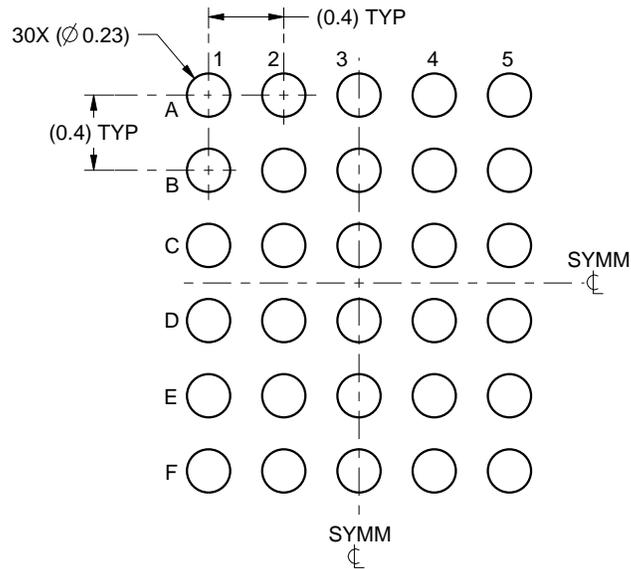 (0.4) TYP
30X (∅ 0.23)
1 2 3 4 5
A
(0.4) TYP
B
C
SYMM
℄
D
E
F
SYMM
℄